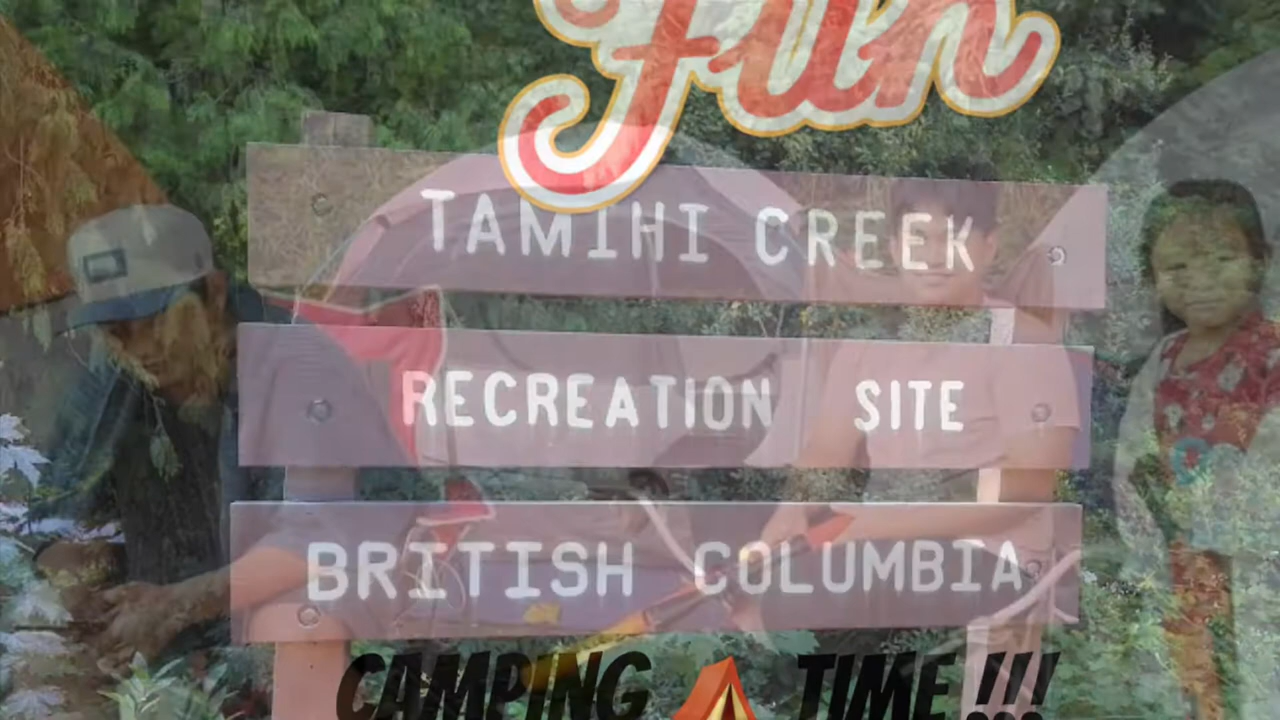 Fun
TAMIHI CREEK
RECREATION SITE
BRITISH COLUMBIA
CAMPING TIME !!!